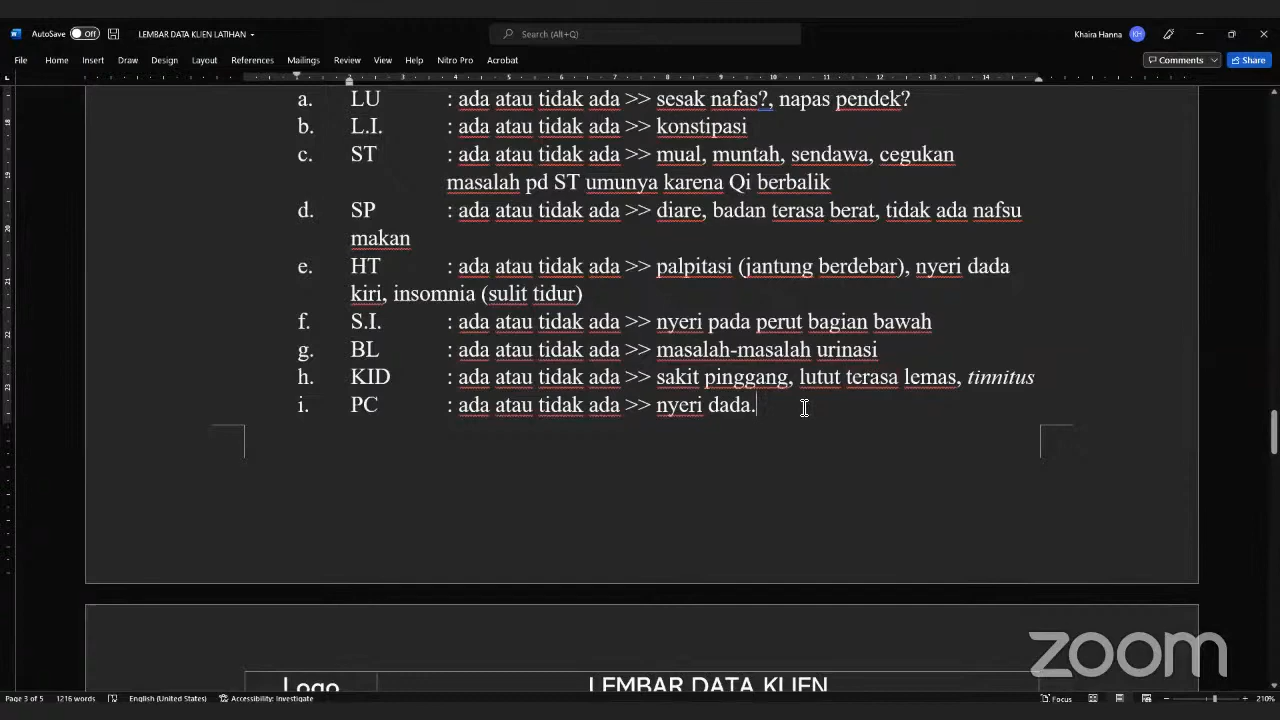 AutoSave Off LEMBAR DATA KLIEN LATIHAN Search (Alt+Q) Khaira Hanna KH
File Home Insert Draw Design Layout References Mailings Review View Help Nitro Pro Acrobat Comments Share
a. LU : ada atau tidak ada >> sesak nafas?, napas pendek?
b. L.I. : ada atau tidak ada >> konstipasi
c. ST : ada atau tidak ada >> mual, muntah, sendawa, cegukan
masalah pd ST umunya karena Qi berbalik
d. SP : ada atau tidak ada >> diare, badan terasa berat, tidak ada nafsu
makan
e. HT : ada atau tidak ada >> palpitasi (jantung berdebar), nyeri dada
kiri, insomnia (sulit tidur)
f. S.I. : ada atau tidak ada >> nyeri pada perut bagian bawah
g. BL : ada atau tidak ada >> masalah-masalah urinasi
h. KID : ada atau tidak ada >> sakit pinggang, lutut terasa lemas, tinnitus
i. PC : ada atau tidak ada >> nyeri dada.
zoom
Logo LEMBAR DATA KLIEN
Page 3 of 5 1216 words English (United States) Accessibility: Investigate Focus 210%